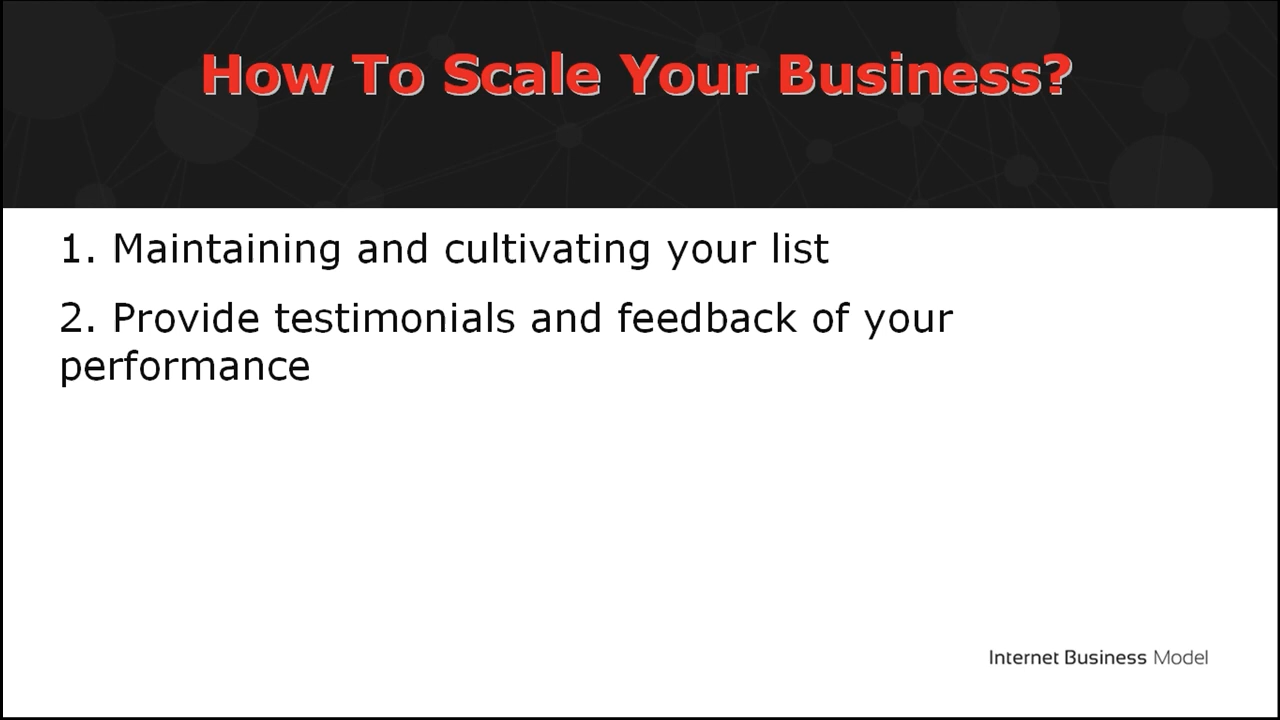 How To Scale Your Business?
1. Maintaining and cultivating your list
2. Provide testimonials and feedback of your
performance
Internet Business Model